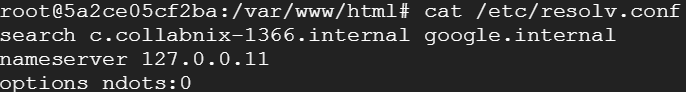 root@5a2ce05cf2ba:/var/www/html# cat /etc/resolv.conf
search c.collabnix-1366.internal google.internal
nameserver 127.0.0.11
options ndots:0